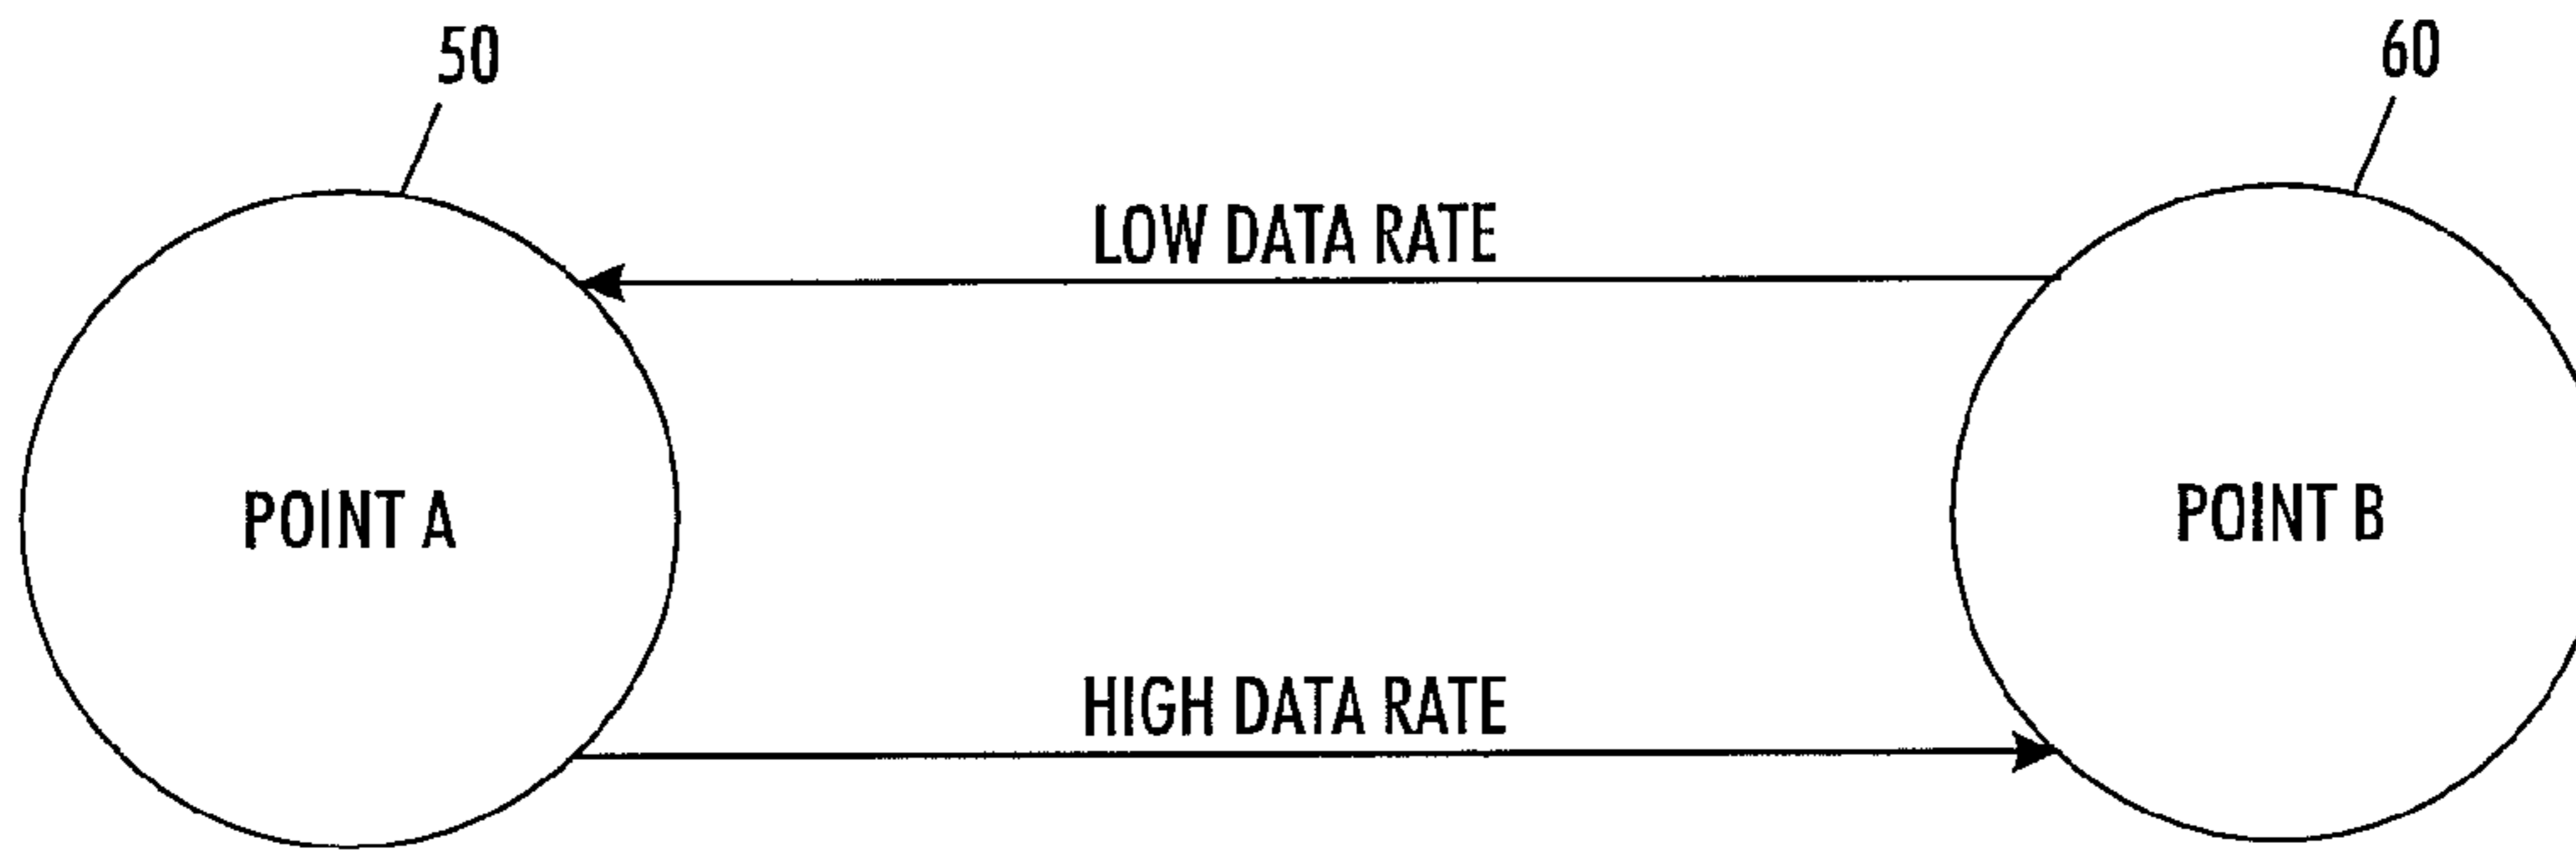 50
60
LOW DATA RATE
POINT A
POINT B
HIGH DATA RATE